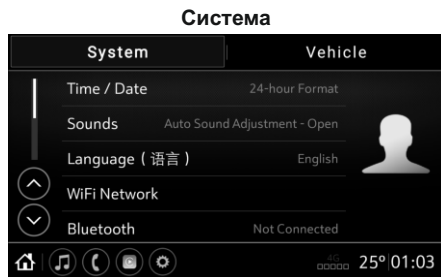 Система
System Vehicle
Time / Date 24-hour Format
Sounds Auto Sound Adjustment - Open
Language ( 语言 ) English
WiFi Network
Bluetooth Not Connected
4G
25° 01:03